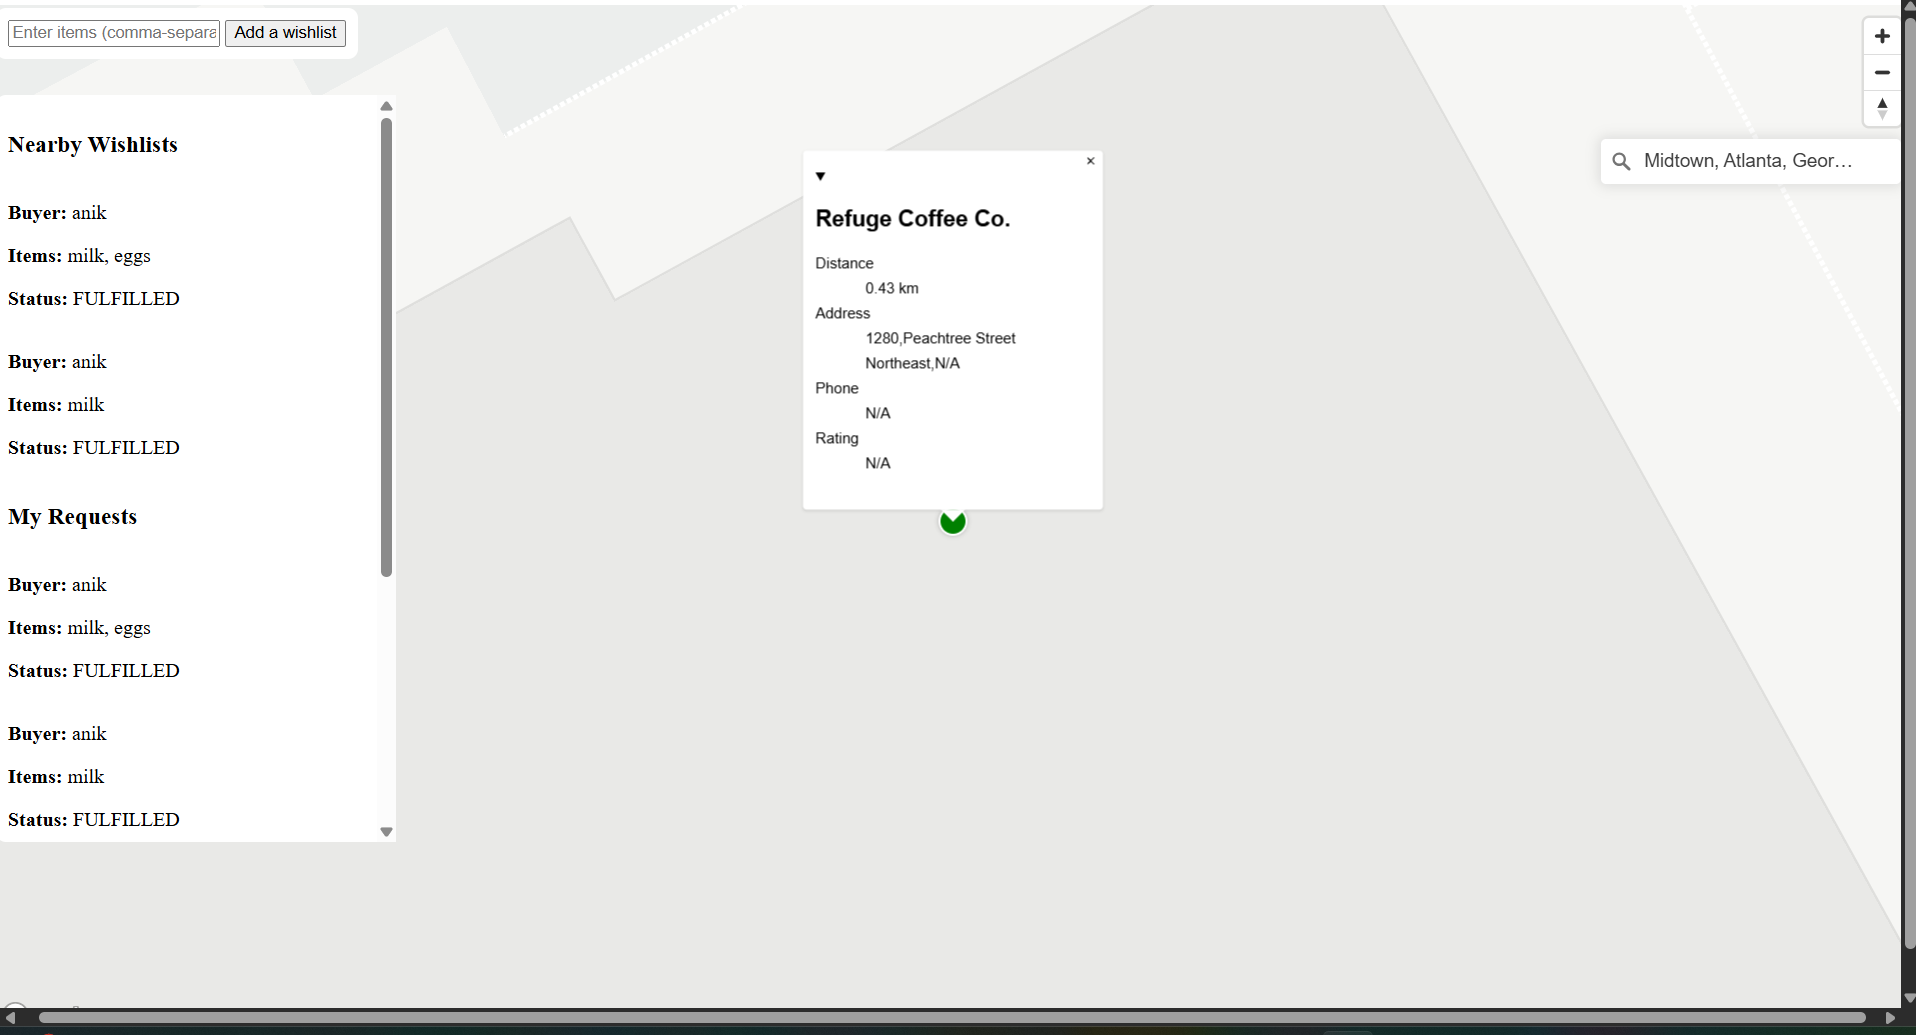 Enter items (comma-separa
Add a wishlist
Nearby Wishlists
Buyer: anik
Items: milk, eggs
Status: FULFILLED
Buyer: anik
Items: milk
Status: FULFILLED
My Requests
Buyer: anik
Items: milk, eggs
Status: FULFILLED
Buyer: anik
Items: milk
Status: FULFILLED
Refuge Coffee Co.
Distance
0.43 km
Address
1280,Peachtree Street
Northeast,N/A
Phone
N/A
Rating
N/A
Midtown, Atlanta, Geor…